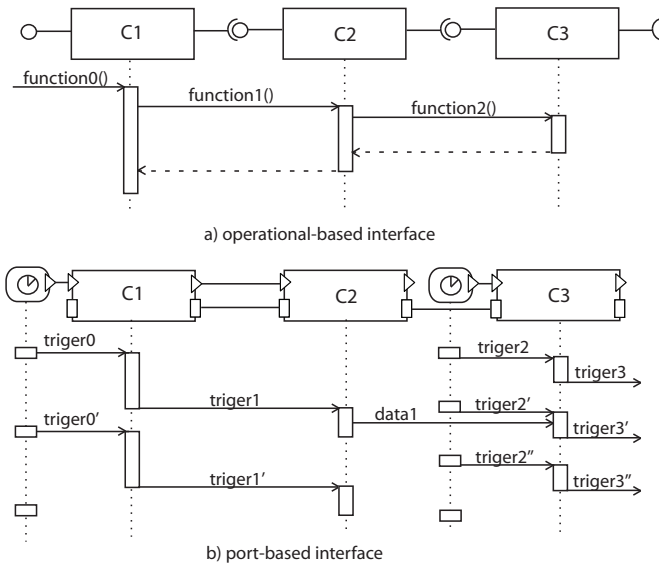 C1 C2 C3
function0()
function1()
function2()
a) operational-based interface
C1 C2 C3
triger0
triger2
triger3
triger1
data1
triger2′
triger0′
triger3′
triger2″
triger1′
triger3″
b) port-based interface